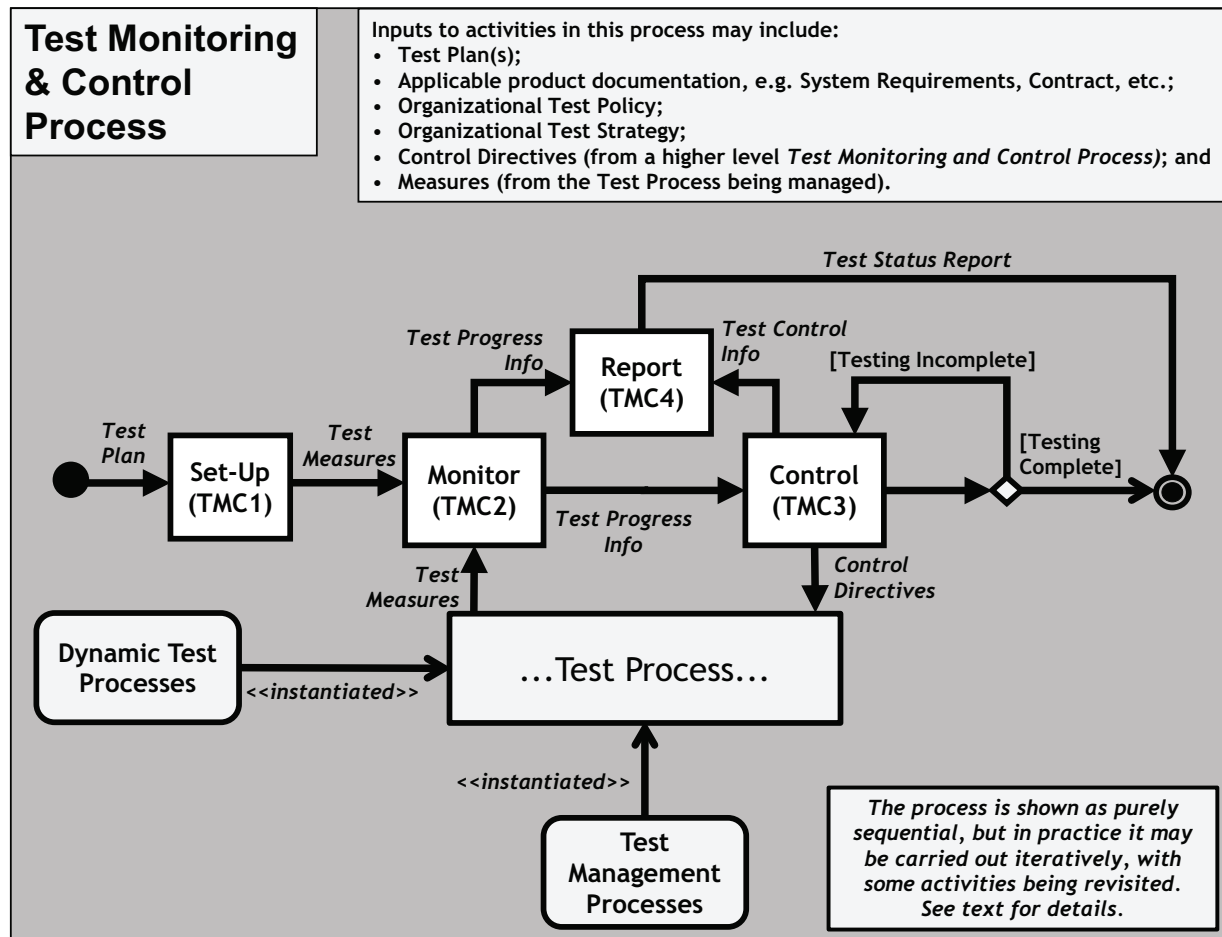 Test Monitoring
& Control
Process
Inputs to activities in this process may include:
• Test Plan(s);
• Applicable product documentation, e.g. System Requirements, Contract, etc.;
• Organizational Test Policy;
• Organizational Test Strategy;
• Control Directives (from a higher level Test Monitoring and Control Process); and
• Measures (from the Test Process being managed).
Test Status Report
Test Progress
Info
Report
(TMC4)
Test Control
Info
[Testing Incomplete]
Test
Plan
Set-Up
(TMC1)
Test
Measures
Monitor
(TMC2)
Test Progress
Info
Control
(TMC3)
[Testing
Complete]
Test
Measures
Control
Directives
Dynamic Test
Processes
<<instantiated>>
...Test Process...
<<instantiated>>
Test
Management
Processes
The process is shown as purely
sequential, but in practice it may
be carried out iteratively, with
some activities being revisited.
See text for details.